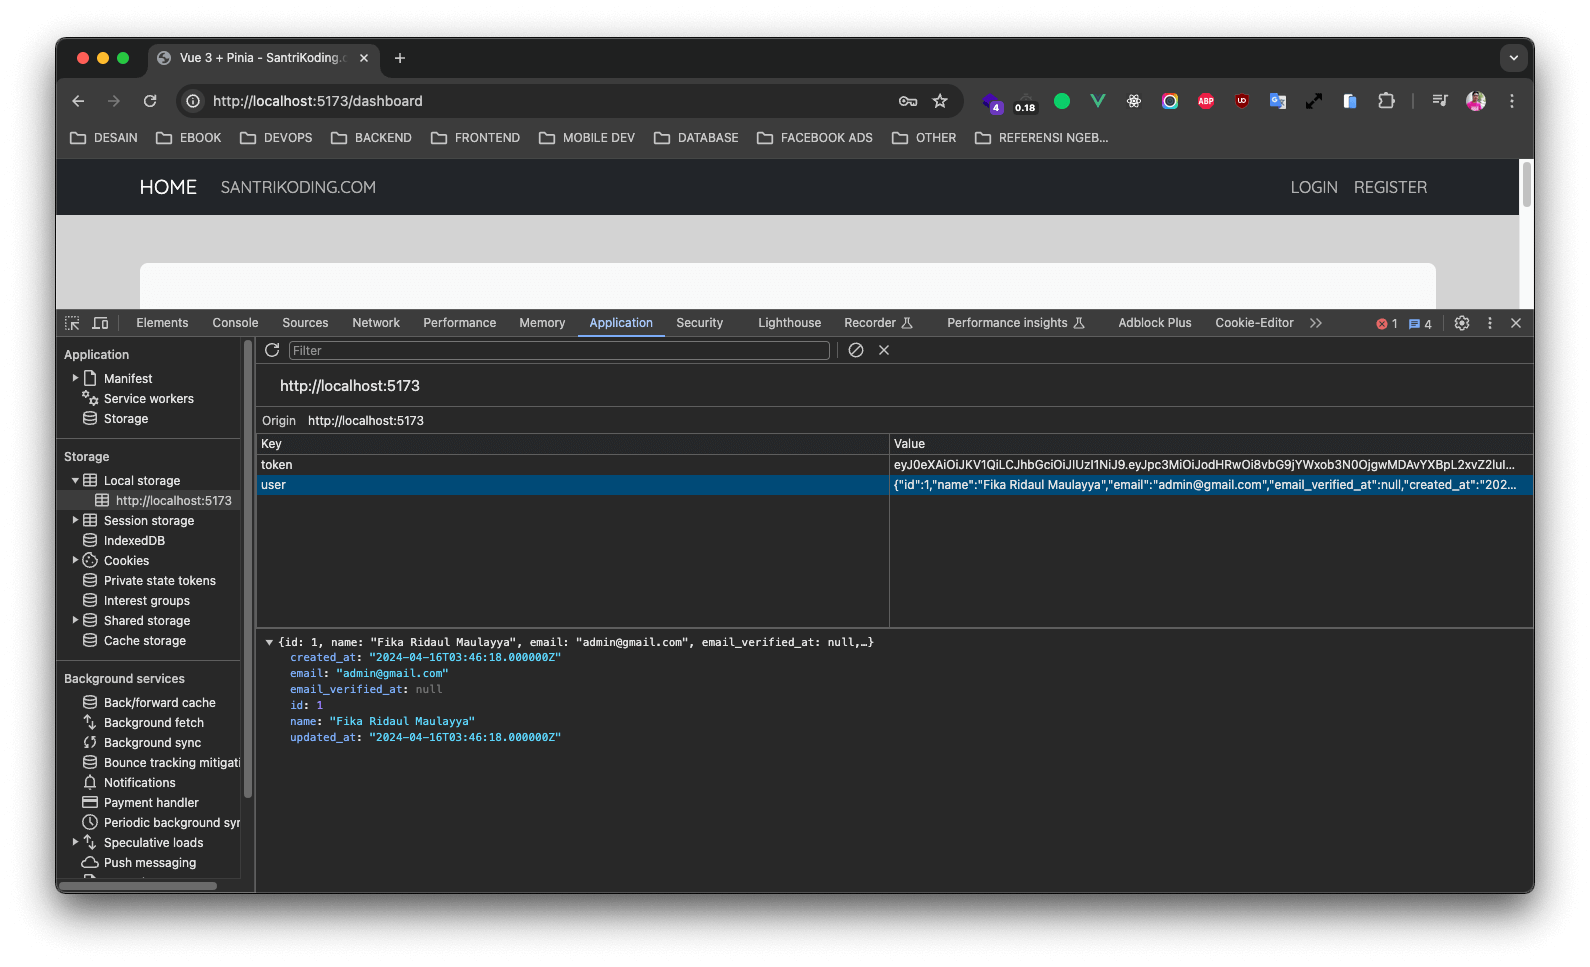 Vue 3 + Pinia - SantriKoding.c
http://localhost:5173/dashboard
4
0.18
ABP
DESAIN EBOOK DEVOPS BACKEND FRONTEND MOBILE DEV DATABASE FACEBOOK ADS OTHER REFERENSI NGEB...
HOME SANTRIKODING.COM LOGIN REGISTER
Elements Console Sources Network Performance Memory Application Security Lighthouse Recorder Performance insights Adblock Plus Cookie-Editor 1 4
Application
Manifest
Service workers
Storage
Storage
Local storage
http://localhost:5173
Session storage
IndexedDB
Cookies
Private state tokens
Interest groups
Shared storage
Cache storage
Background services
Back/forward cache
Background fetch
Background sync
Bounce tracking mitigati
Notifications
Payment handler
Periodic background syn
Speculative loads
Push messaging
Filter
http://localhost:5173
Origin http://localhost:5173
Key Value
token eyJ0eXAiOiJKV1QiLCJhbGciOiJIUzI1NiJ9.eyJpc3MiOiJodHRwOi8vbG9jYWxob3N0OjgwMDAvYXBpL2xvZ2luI...
user {"id":1,"name":"Fika Ridaul Maulayya","email":"admin@gmail.com","email_verified_at":null,"created_at":"202...
{id: 1, name: "Fika Ridaul Maulayya", email: "admin@gmail.com", email_verified_at: null,…}
created_at: "2024-04-16T03:46:18.000000Z"
email: "admin@gmail.com"
email_verified_at: null
id: 1
name: "Fika Ridaul Maulayya"
updated_at: "2024-04-16T03:46:18.000000Z"